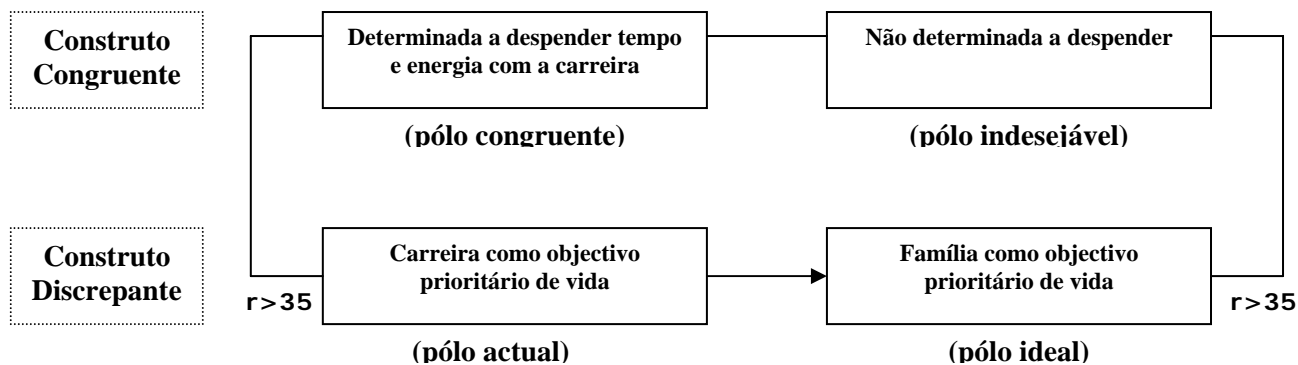 Construto
Congruente
Determinada a despender tempo
e energia com a carreira
Não determinada a despender
(pólo congruente)
(pólo indesejável)
Construto
Discrepante
r>35
Carreira como objectivo
prioritário de vida
Família como objectivo
prioritário de vida
r>35
(pólo actual)
(pólo ideal)